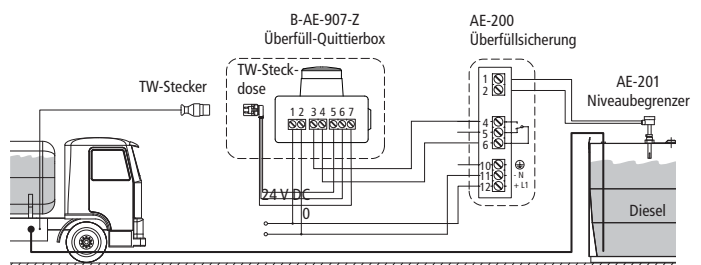 B-AE-907-Z
Überfüll-Quittierbox
AE-200
Überfüllsicherung
TW-Stecker
TW-Steck-
dose
AE-201
Niveaubegrenzer
1 2 3 4 5 6 7
1
2
4
5
6
10
11 - N
12 + L1
24 V DC
0
Diesel